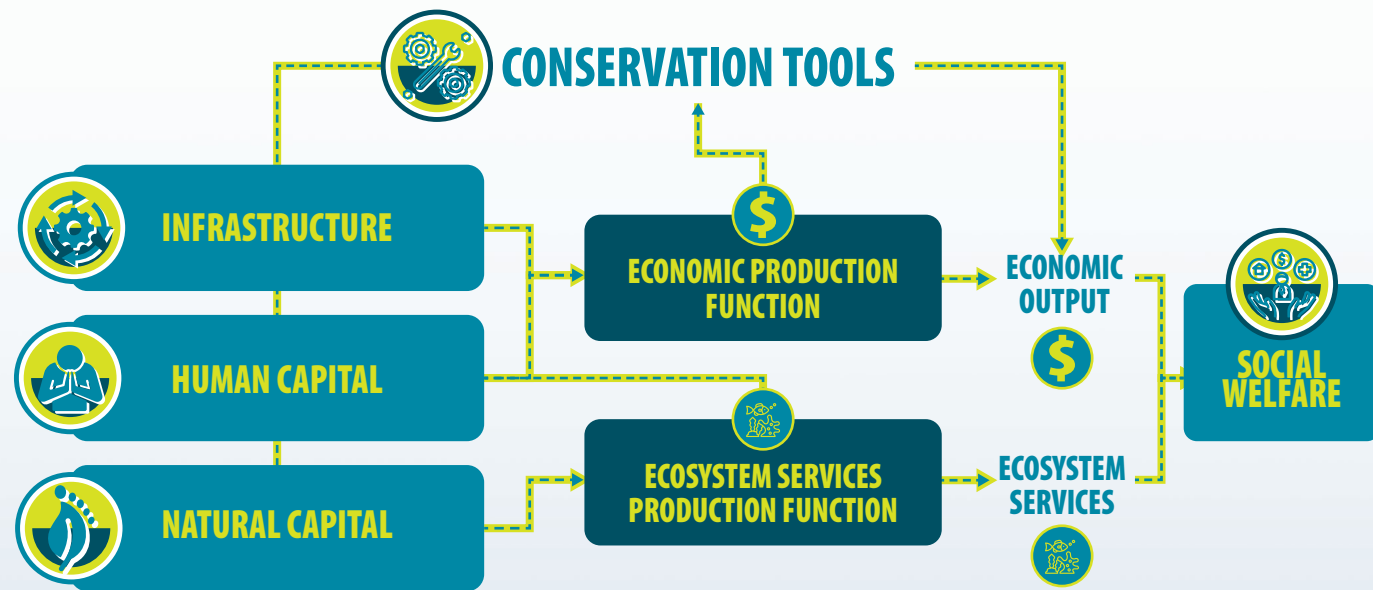 CONSERVATION TOOLS
INFRASTRUCTURE
HUMAN CAPITAL
NATURAL CAPITAL
$
ECONOMIC PRODUCTION
FUNCTION
ECOSYSTEM SERVICES
PRODUCTION FUNCTION
ECONOMIC
OUTPUT
$
ECOSYSTEM
SERVICES
$
SOCIAL
WELFARE